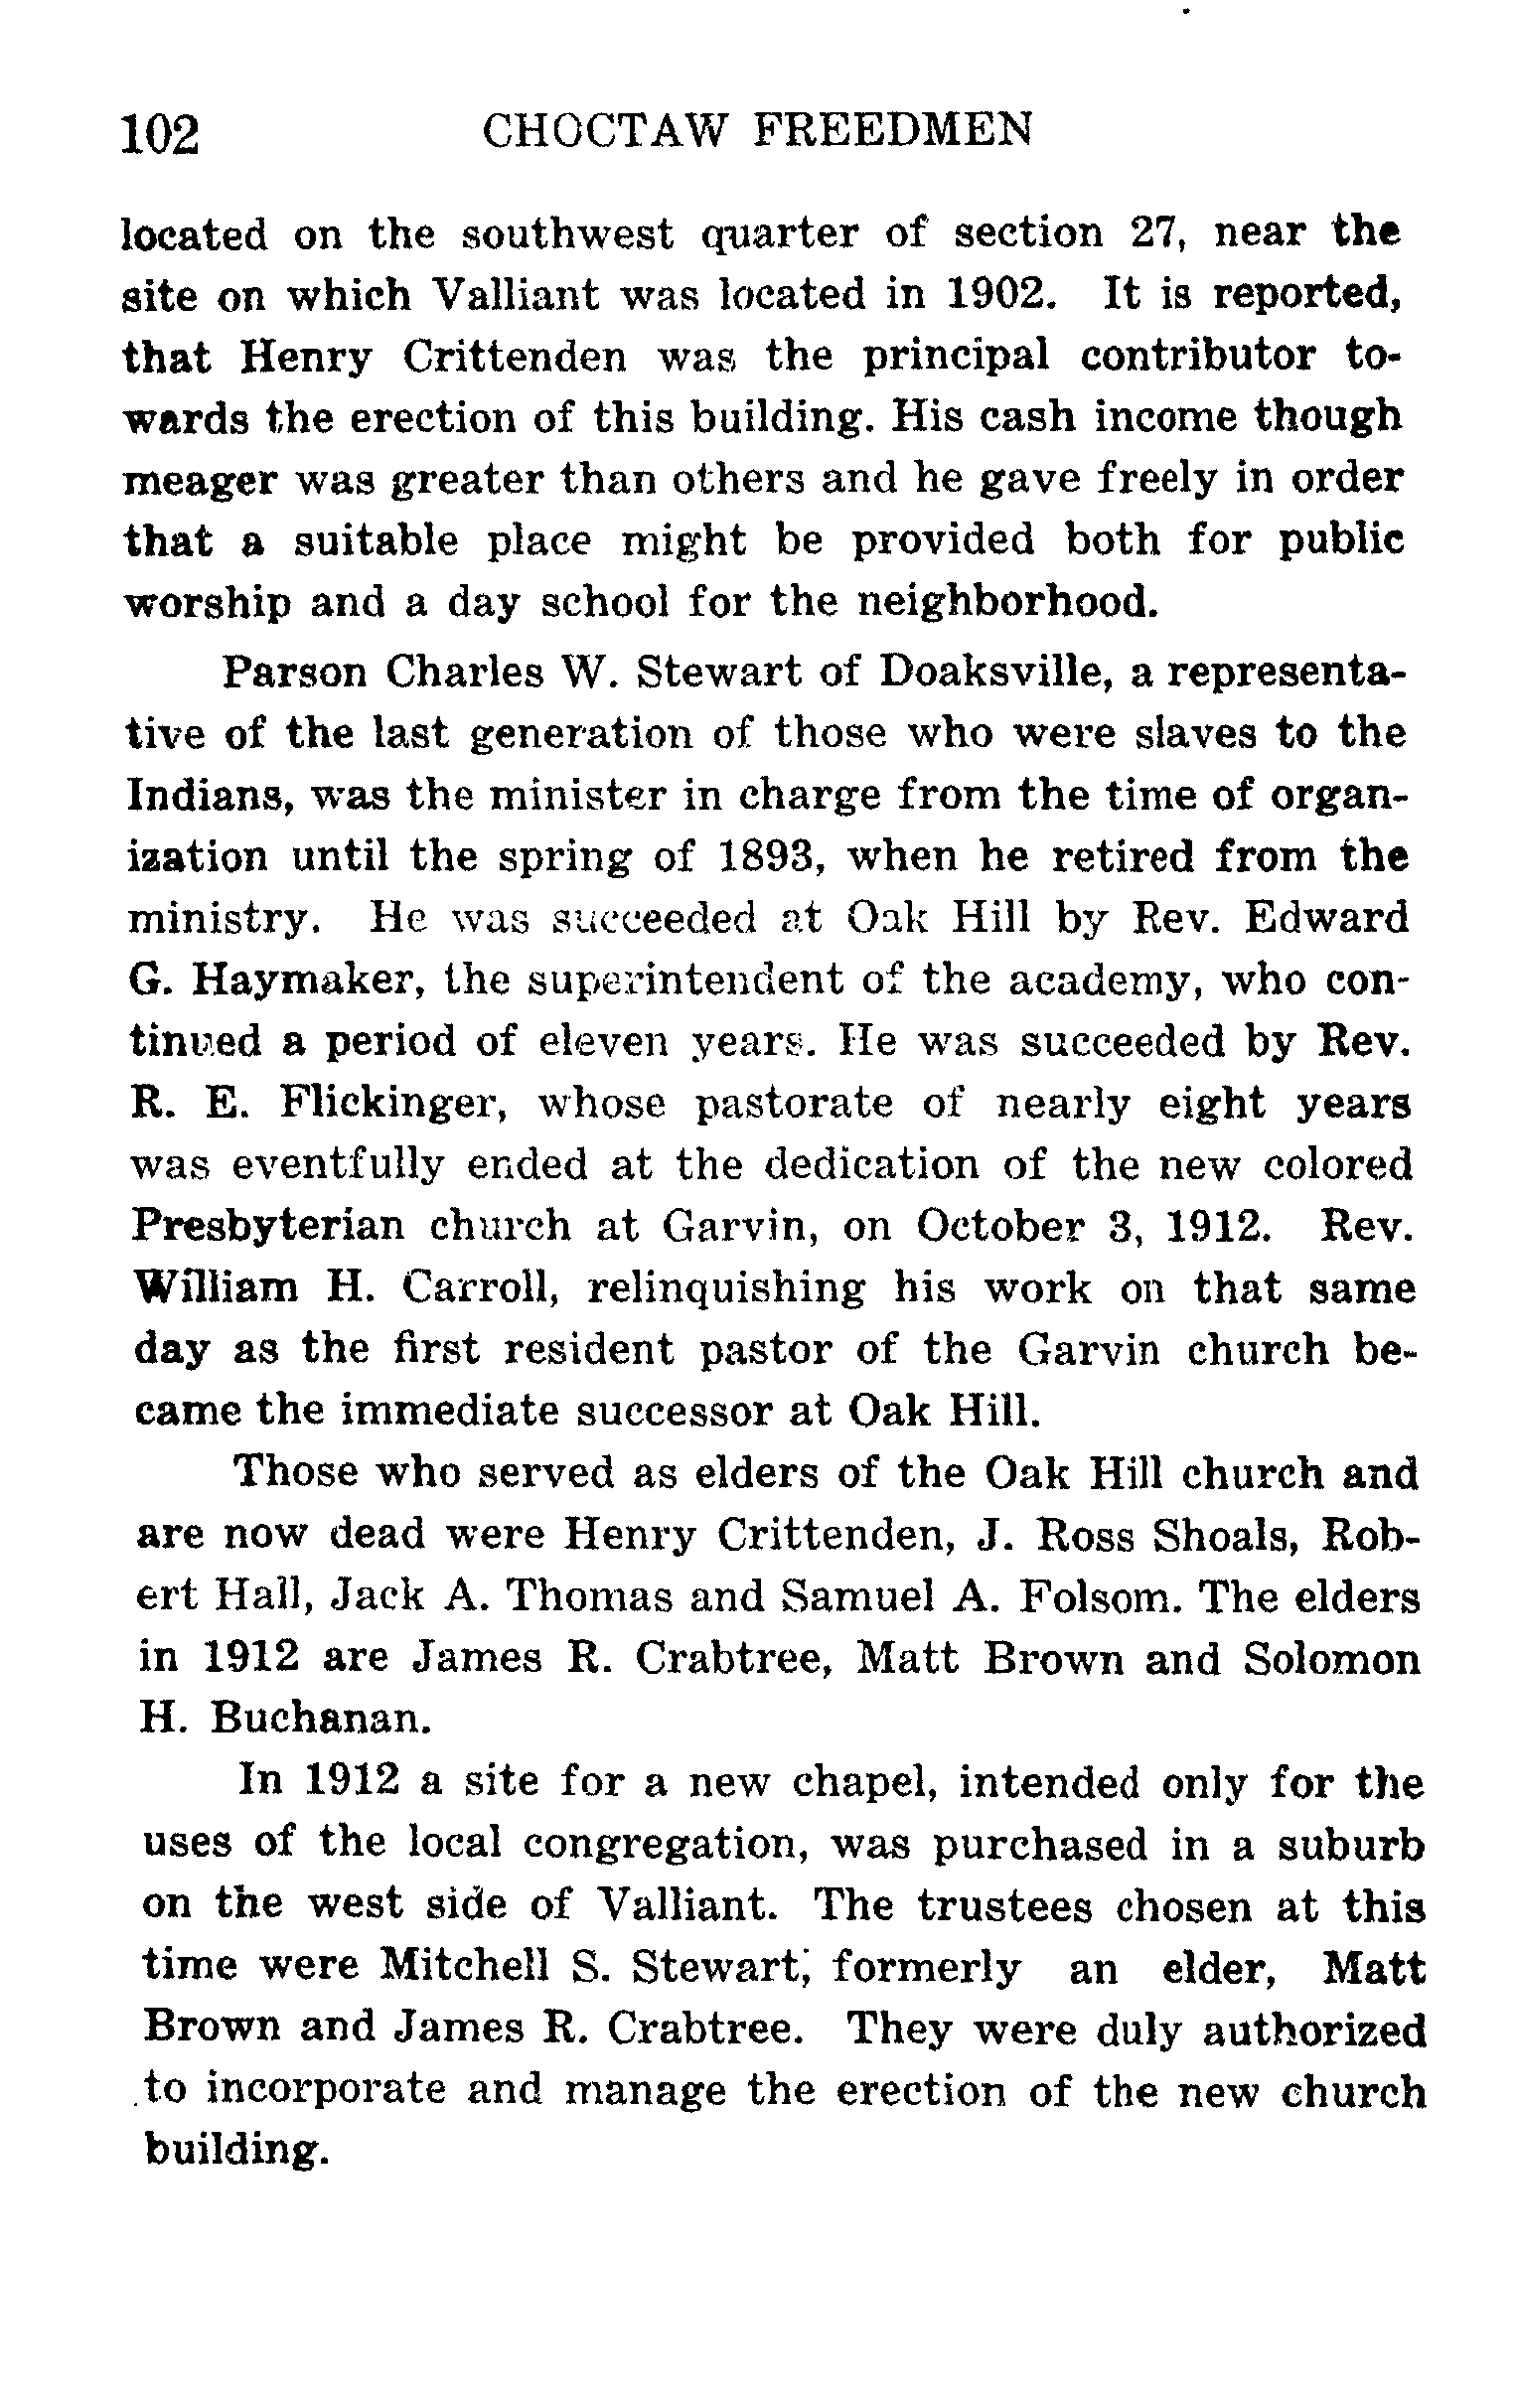 102 CHOCTAW FREEDMEN
located on the southwest quarter of section 27, near the
site on which Valliant was located in 1902. It is reported,
that Henry Crittenden was the principal contributor to-
wards the erection of this building. His cash income though
meager was greater than others and he gave freely in order
that a suitable place might be provided both for public
worship and a day school for the neighborhood.
Parson Charles W. Stewart of Doaksville, a representa-
tive of the last generation of those who were slaves to the
Indians, was the minister in charge from the time of organ-
ization until the spring of 1893, when he retired from the
ministry. He was succeeded at Oak Hill by Rev. Edward
G. Haymaker, the superintendent of the academy, who con-
tinued a period of eleven years. He was succeeded by Rev.
R. E. Flickinger, whose pastorate of nearly eight years
was eventfully ended at the dedication of the new colored
Presbyterian church at Garvin, on October 3, 1912. Rev.
William H. Carroll, relinquishing his work on that same
day as the first resident pastor of the Garvin church be-
came the immediate successor at Oak Hill.
Those who served as elders of the Oak Hill church and
are now dead were Henry Crittenden, J. Ross Shoals, Rob-
ert Hall, Jack A. Thomas and Samuel A. Folsom. The elders
in 1912 are James R. Crabtree, Matt Brown and Solomon
H. Buchanan.
In 1912 a site for a new chapel, intended only for the
uses of the local congregation, was purchased in a suburb
on the west side of Valliant. The trustees chosen at this
time were Mitchell S. Stewart, formerly an elder, Matt
Brown and James R. Crabtree. They were duly authorized
to incorporate and manage the erection of the new church
building.